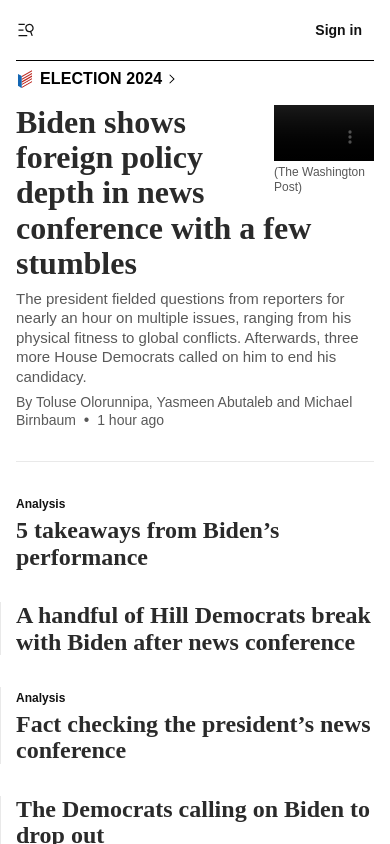 Sign in
ELECTION 2024
Biden shows
foreign policy
depth in news
conference with a few
stumbles
(The Washington
Post)
The president fielded questions from reporters for
nearly an hour on multiple issues, ranging from his
physical fitness to global conflicts. Afterwards, three
more House Democrats called on him to end his
candidacy.
By Toluse Olorunnipa, Yasmeen Abutaleb and Michael
Birnbaum • 1 hour ago
Analysis
5 takeaways from Biden’s
performance
A handful of Hill Democrats break
with Biden after news conference
Analysis
Fact checking the president’s news
conference
The Democrats calling on Biden to
drop out